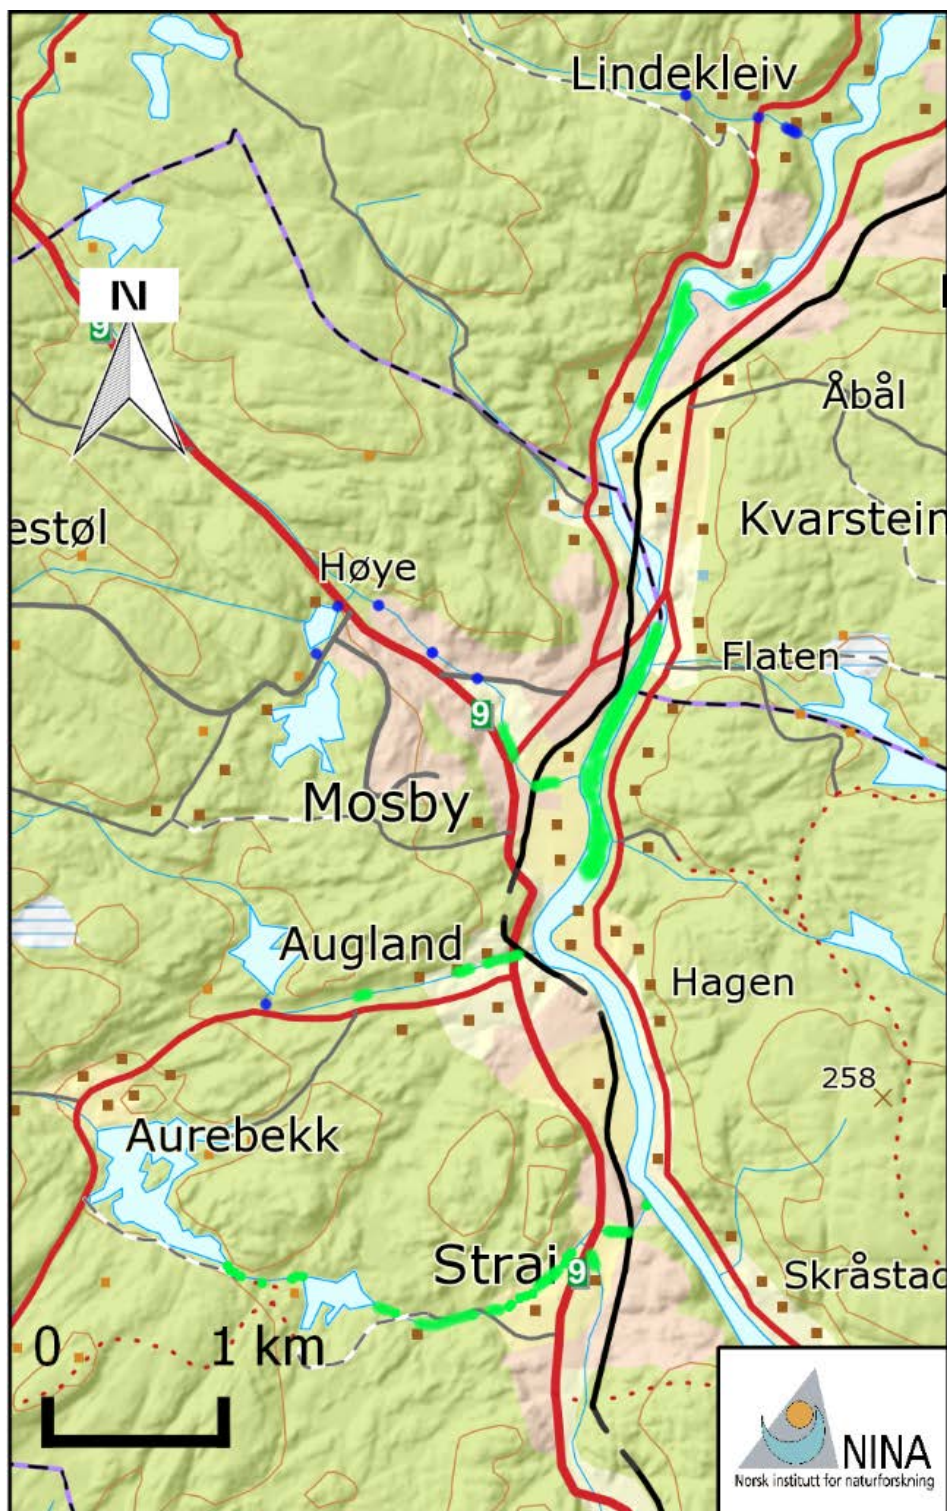 Lindekleiv
N
9
Åbål
estøl
Kvarstein
Høye
Flaten
9
Mosby
Augland
Hagen
258
Aurebekk
Strai
9
Skråstad
0
1 km
NINA
Norsk institutt for naturforskning